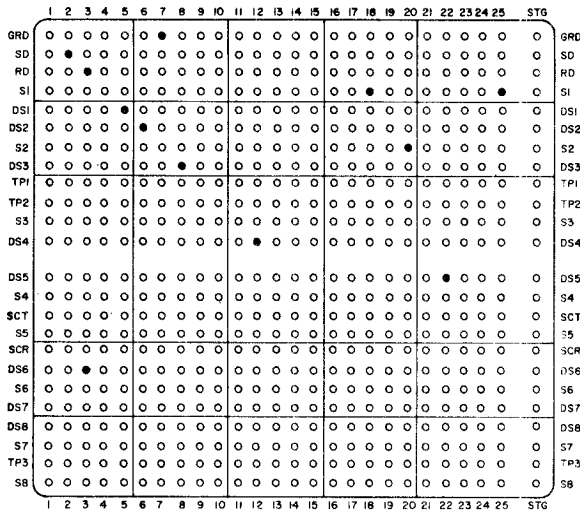 1 2 3 4 5 6 7 8 9 10 11 12 13 14 15 16 17 18 19 20 21 22 23 24 25 STG
GRD GRD
SD SD
RD RD
S1 S1
DS1 DS1
DS2 DS2
S2 S2
DS3 DS3
TP1 TP1
TP2 TP2
S3 S3
DS4 DS4
DS5 DS5
S4 S4
SCT SCT
S5 S5
SCR SCR
DS6 DS6
S6 S6
DS7 DS7
DS8 DS8
S7 S7
TP3 TP3
S8 S8
1 2 3 4 5 6 7 8 9 10 11 12 13 14 15 16 17 18 19 20 21 22 23 24 25 STG